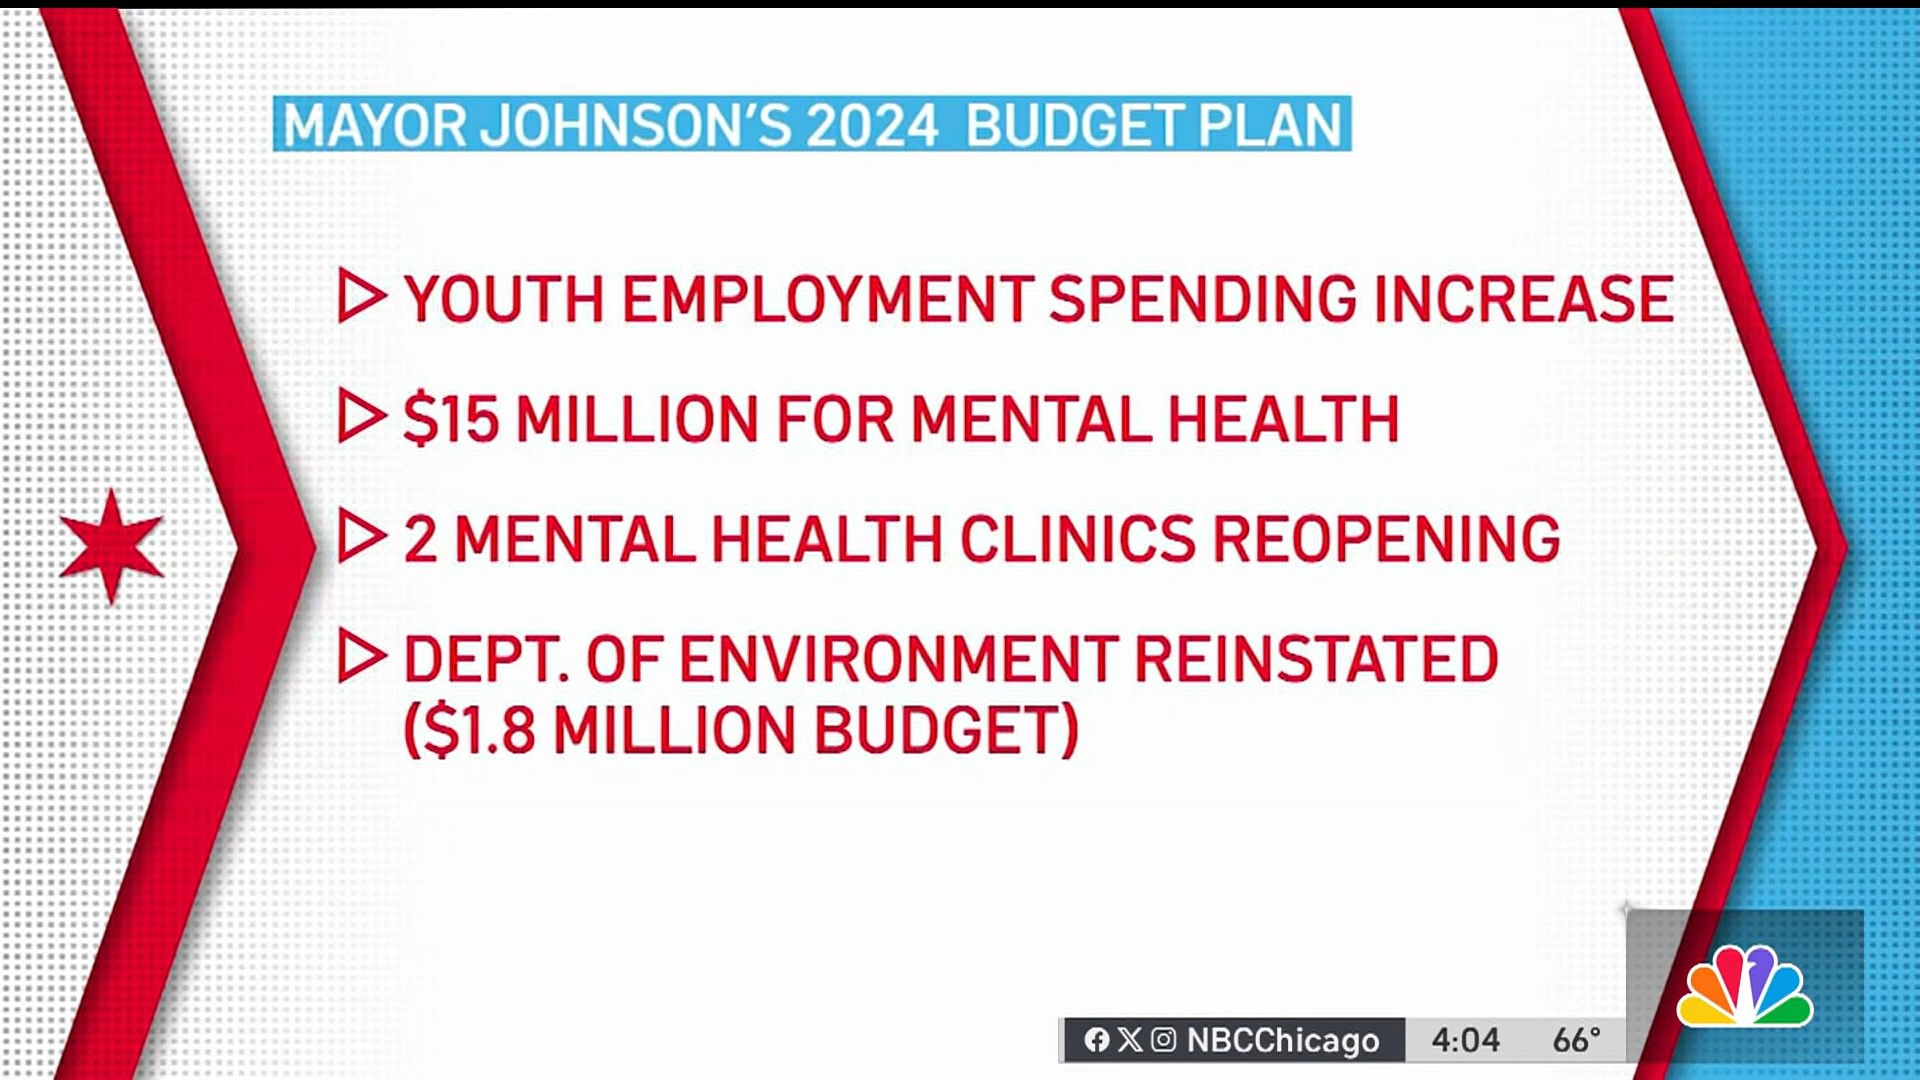 MAYOR JOHNSON'S 2024 BUDGET PLAN
YOUTH EMPLOYMENT SPENDING INCREASE
$15 MILLION FOR MENTAL HEALTH
2 MENTAL HEALTH CLINICS REOPENING
DEPT. OF ENVIRONMENT REINSTATED
($1.8 MILLION BUDGET)
NBCChicago 4:04 66°